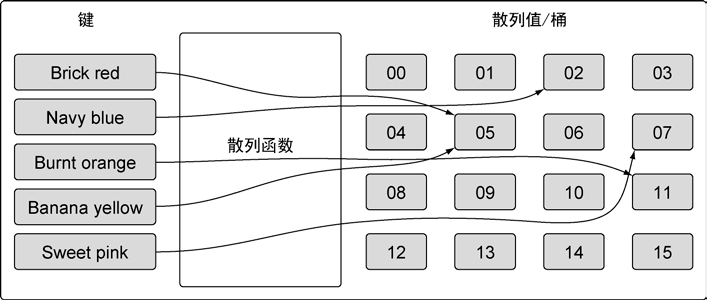 键
散列值/桶
Brick red
Navy blue
Burnt orange
Banana yellow
Sweet pink
散列函数
00 01 02 03
04 05 06 07
08 09 10 11
12 13 14 15